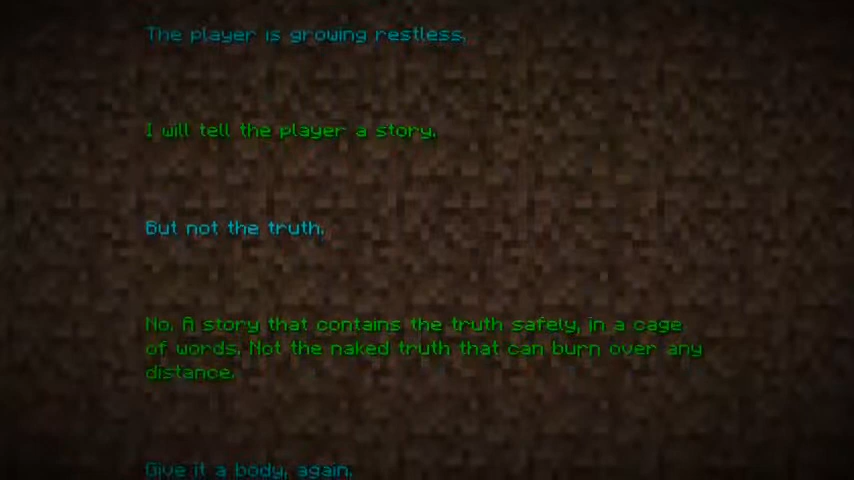 The player is growing restless.
I will tell the player a story.
But not the truth.
No. A story that contains the truth safely, in a cage
of words. Not the naked truth that can burn over any
distance.
Give it a body, again.